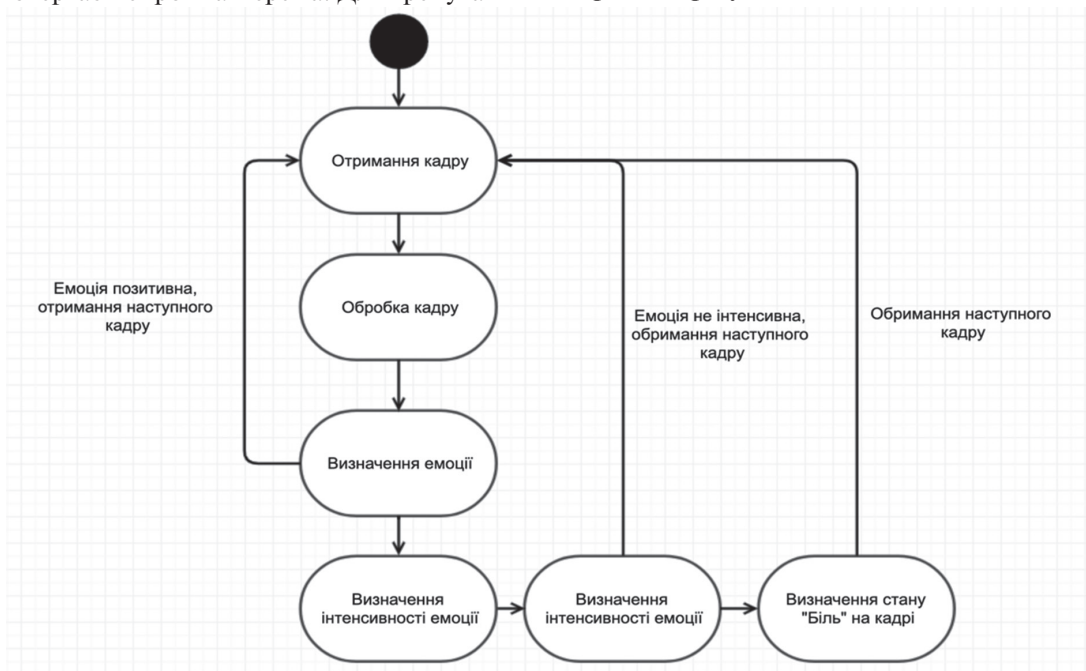 Отримання кадру
Обробка кадру
Емоція позитивна,
отримання наступного
кадру
Емоція не інтенсивна,
обримання наступного
кадру
Обримання наступного
кадру
Визначення емоції
Визначення
інтенсивності емоції
Визначення
інтенсивності емоції
Визначення стану
"Біль" на кадрі